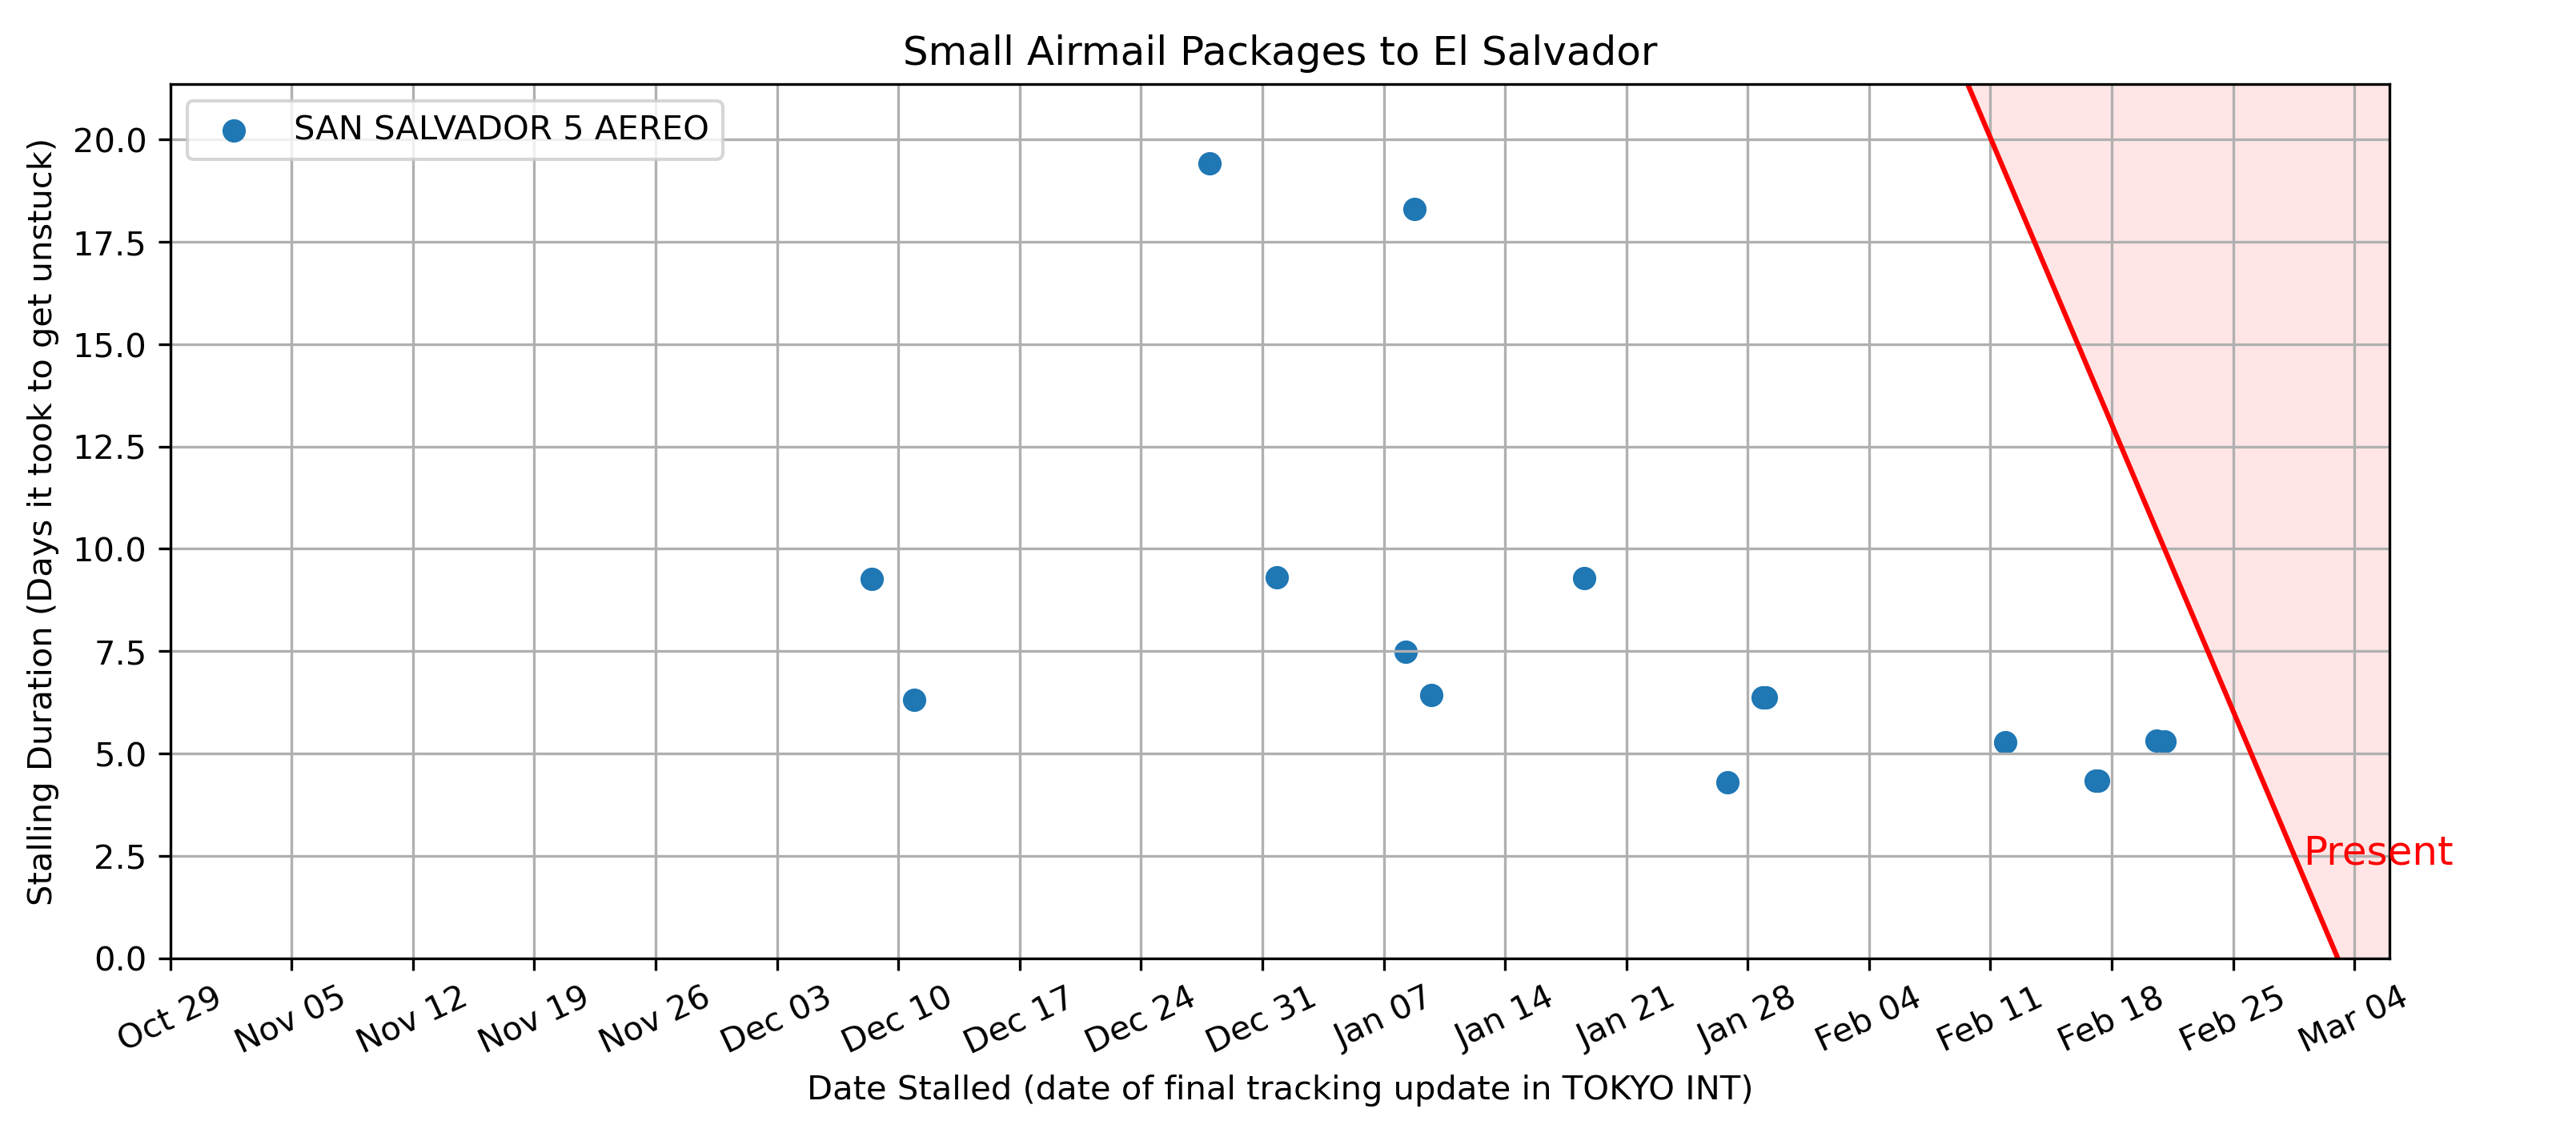 Small Airmail Packages to El Salvador
SAN SALVADOR 5 AEREO
Stalling Duration (Days it took to get unstuck)
20.0
17.5
15.0
12.5
10.0
7.5
5.0
2.5
0.0
Present
Oct 29
Nov 05
Nov 12
Nov 19
Nov 26
Dec 03
Dec 10
Dec 17
Dec 24
Dec 31
Jan 07
Jan 14
Jan 21
Jan 28
Feb 04
Feb 11
Feb 18
Feb 25
Mar 04
Date Stalled (date of final tracking update in TOKYO INT)